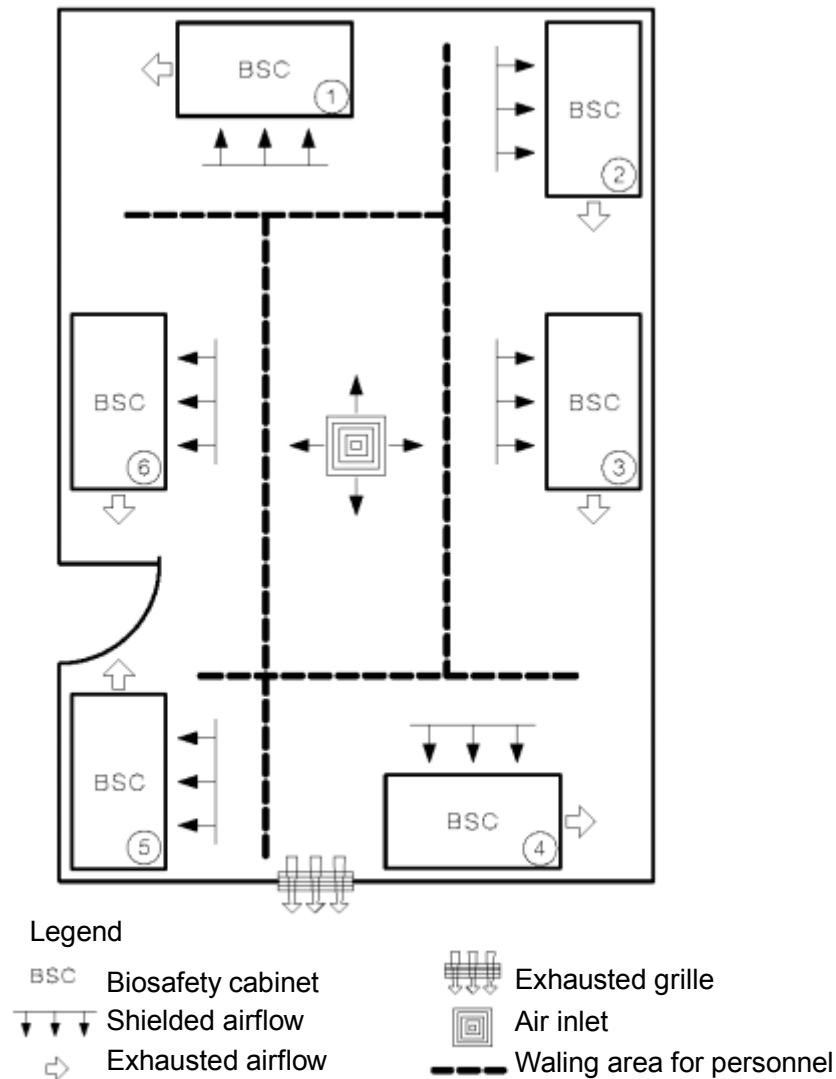 BSC
1
BSC
2
BSC
6
BSC
3
BSC
5
BSC
4
Legend
BSC Biosafety cabinet
Exhausted grille
Shielded airflow
Air inlet
Exhausted airflow
Waling area for personnel